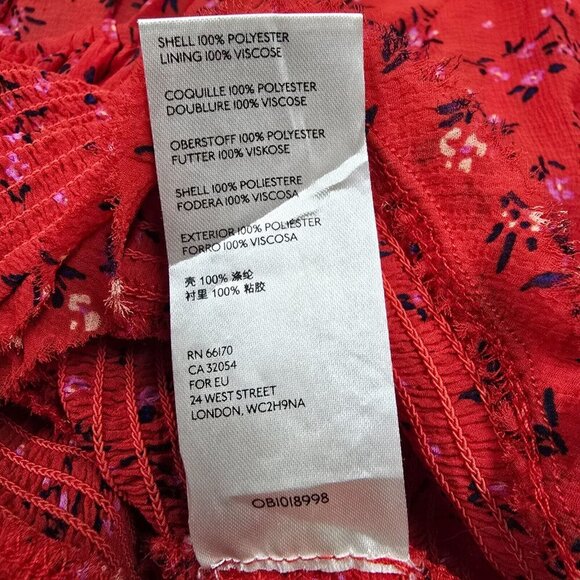 SHELL 100% POLYESTER
LINING 100% VISCOSE
COQUILLE 100% POLYESTER
DOUBLURE 100% VISCOSE
OBERSTOFF 100% POLYESTER
FUTTER 100% VISKOSE
SHELL 100% POLIESTERE
FODERA 100% VISCOSA
EXTERIOR 100% POLIESTER
FORRO 100% VISCOSA
壳 100% 涤纶
衬里 100% 粘胶
RN 66170
CA 32054
FOR EU
24 WEST STREET
LONDON, WC2H9NA
OB1018998